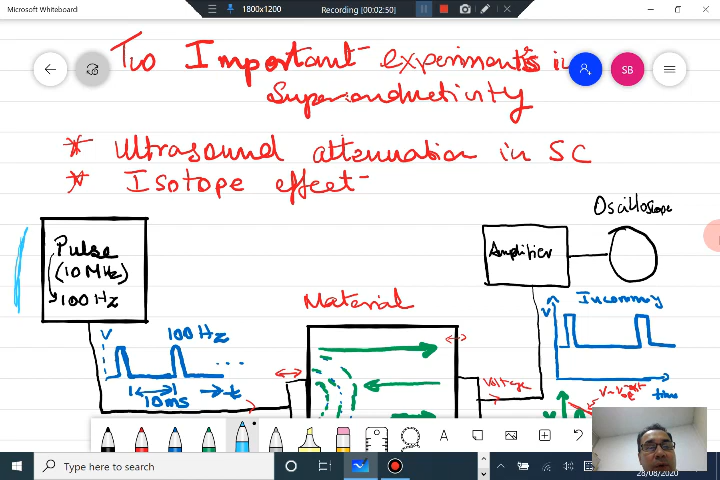 Microsoft Whiteboard
1800x1200
Recording [00:02:50]
Two Important experiments in
Superconductivity
SB
* Ultrasound attenuation in SC
* Isotope effect
Oscilloscope
Pulse
(10 MHz)
100 Hz
Amplifier
Material
V
Incoming
V
100 Hz
t
10ms
Voltage
time
A
Type here to search
28/08/2020